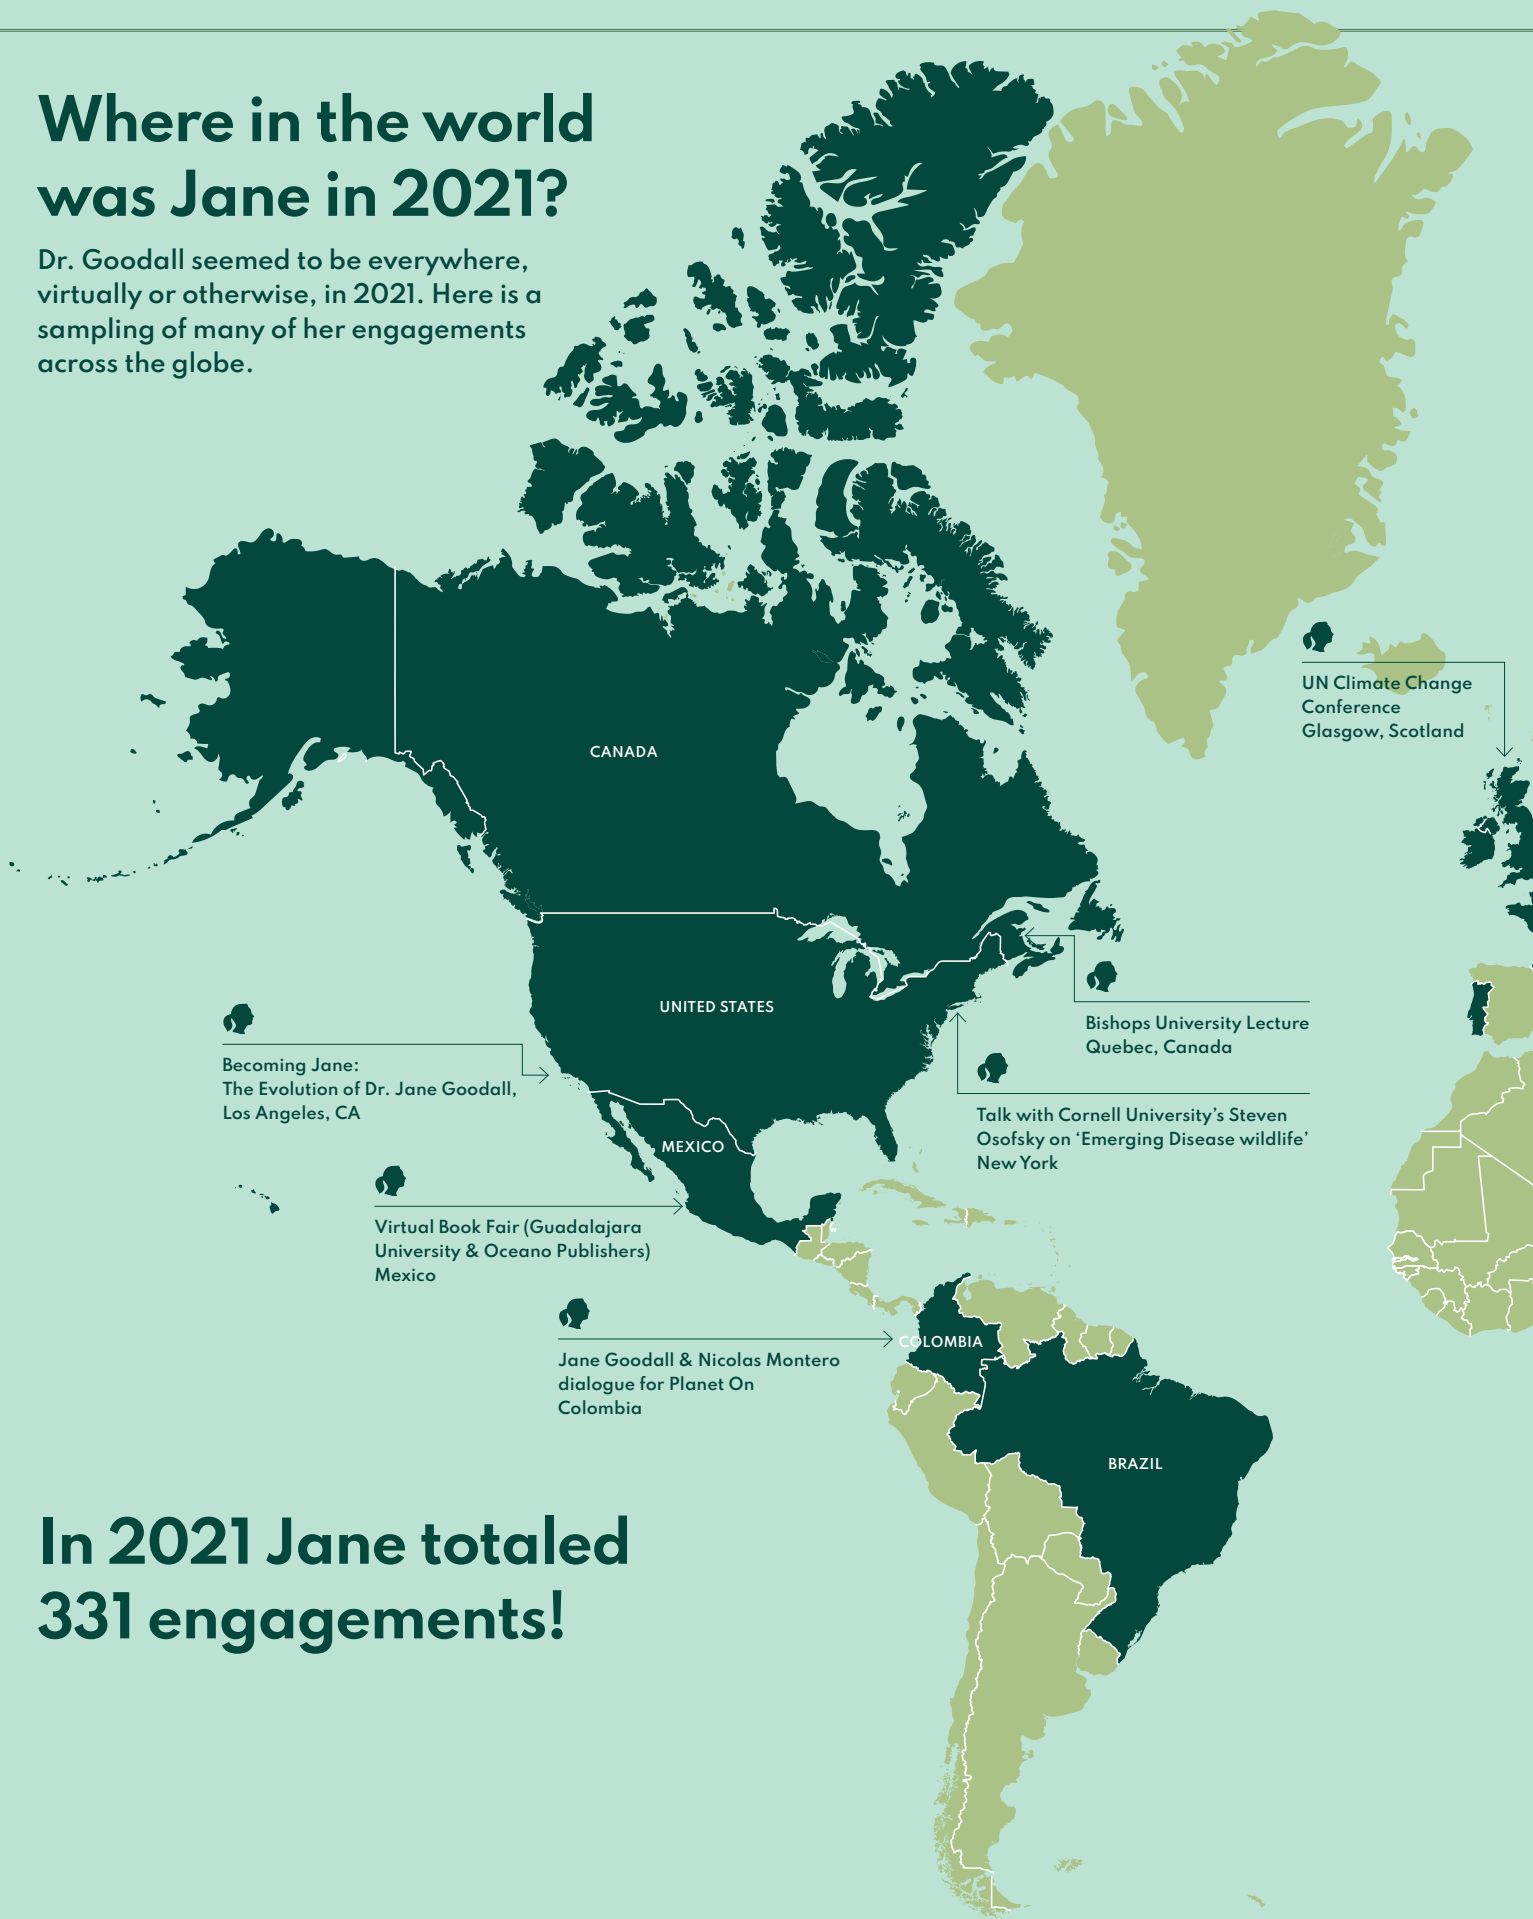 Where in the world
was Jane in 2021?
Dr. Goodall seemed to be everywhere,
virtually or otherwise, in 2021. Here is a
sampling of many of her engagements
across the globe.
UN Climate Change
Conference
Glasgow, Scotland
CANADA
UNITED STATES
Bishops University Lecture
Quebec, Canada
Becoming Jane:
The Evolution of Dr. Jane Goodall,
Los Angeles, CA
Talk with Cornell University's Steven
Osofsky on 'Emerging Disease wildlife'
New York
MEXICO
Virtual Book Fair (Guadalajara
University & Oceano Publishers)
Mexico
COLOMBIA
Jane Goodall & Nicolas Montero
dialogue for Planet On
Colombia
BRAZIL
In 2021 Jane totaled
331 engagements!